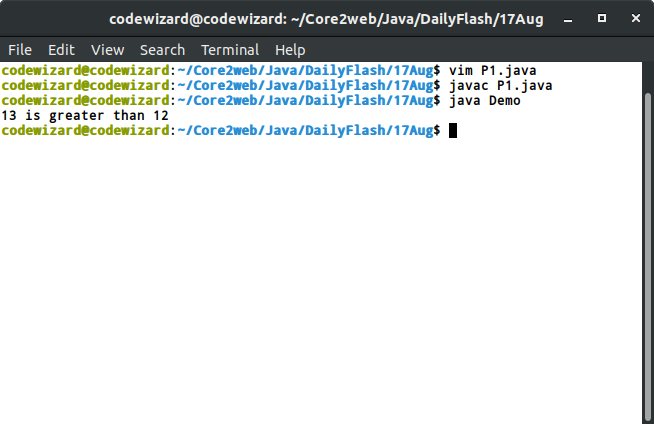 codewizard@codewizard: ~/Core2web/Java/DailyFlash/17Aug
File Edit View Search Terminal Help
codewizard@codewizard:~/Core2web/Java/DailyFlash/17Aug$ vim P1.java
codewizard@codewizard:~/Core2web/Java/DailyFlash/17Aug$ javac P1.java
codewizard@codewizard:~/Core2web/Java/DailyFlash/17Aug$ java Demo
13 is greater than 12
codewizard@codewizard:~/Core2web/Java/DailyFlash/17Aug$